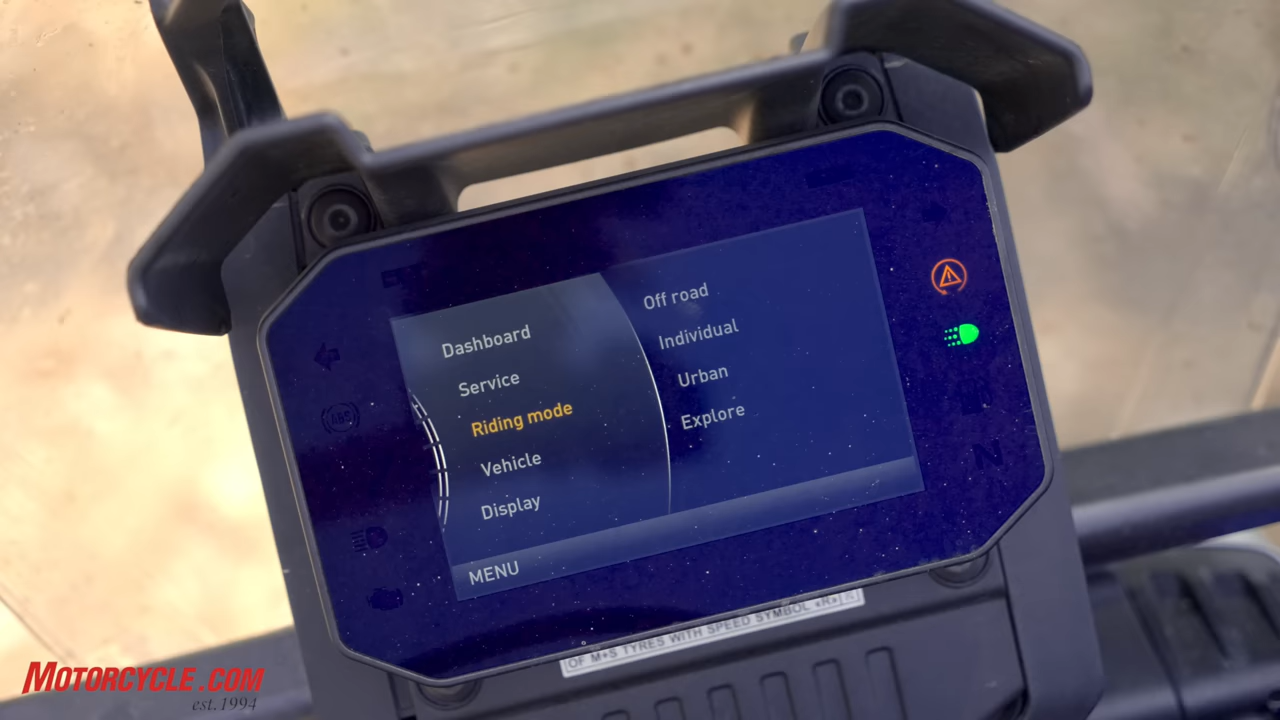 Dashboard
Service
Riding mode
Vehicle
Display
Off road
Individual
Urban
Explore
MENU
ABS
N
OF M+S TYRES WITH SPEED SYMBOL «R»
MOTORCYCLE.COM
est.1994